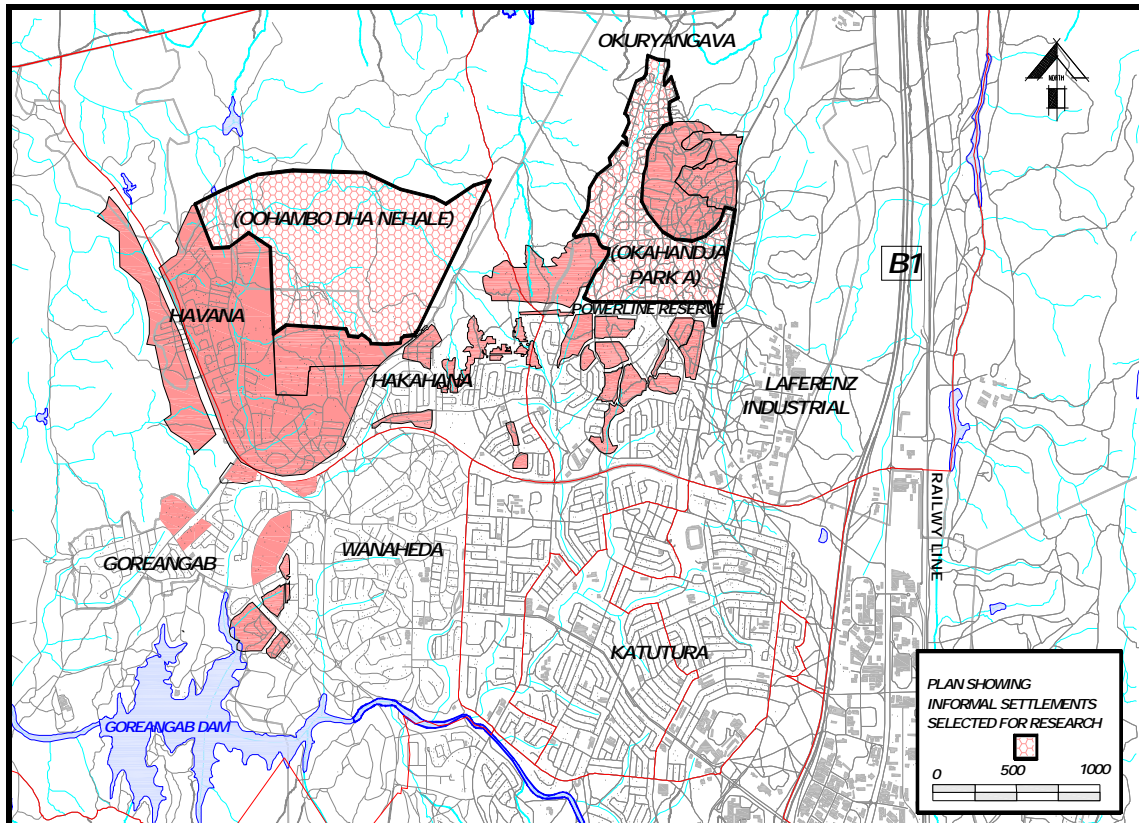 OKURYANGAVA
NORTH
(OOHAMBO DHA NEHALE)
(OKAHANDJA
PARK A)
B1
HAVANA
POWERLINE RESERVE
HAKAHANA
LAFERENZ
INDUSTRIAL
RAILWY LINE
WANAHEDA
GOREANGAB
KATUTURA
GOREANGAB DAM
PLAN SHOWING
INFORMAL SETTLEMENTS
SELECTED FOR RESEARCH
0 500 1000